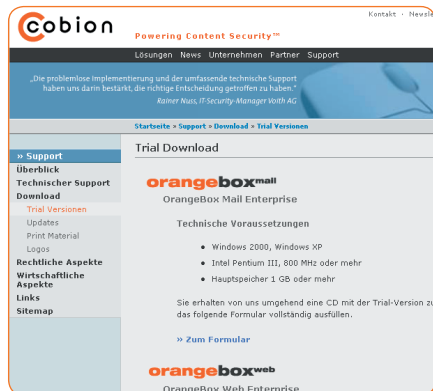 Kontakt · Newsle
cobion
Powering Content Security™
Lösungen News Unternehmen Partner Support
„Die problemlose Implementierung und der umfassende technische Support
haben uns darin bestärkt, die richtige Entscheidung getroffen zu haben."
Rainer Nuss, IT-Security-Manager Voith AG
Startseite » Support » Download » Trial Versionen
» Support
Überblick
Technischer Support
Download
Trial Versionen
Updates
Print Material
Logos
Rechtliche Aspekte
Wirtschaftliche
Aspekte
Links
Sitemap
Trial Download
orangeboxmail
OrangeBox Mail Enterprise
Technische Voraussetzungen
• Windows 2000, Windows XP
• Intel Pentium III, 800 MHz oder mehr
• Hauptspeicher 1 GB oder mehr
Sie erhalten von uns umgehend eine CD mit der Trial-Version zu
das folgende Formular vollständig ausfüllen.
» Zum Formular
orangeboxweb
OrangeBox Web Enterprise